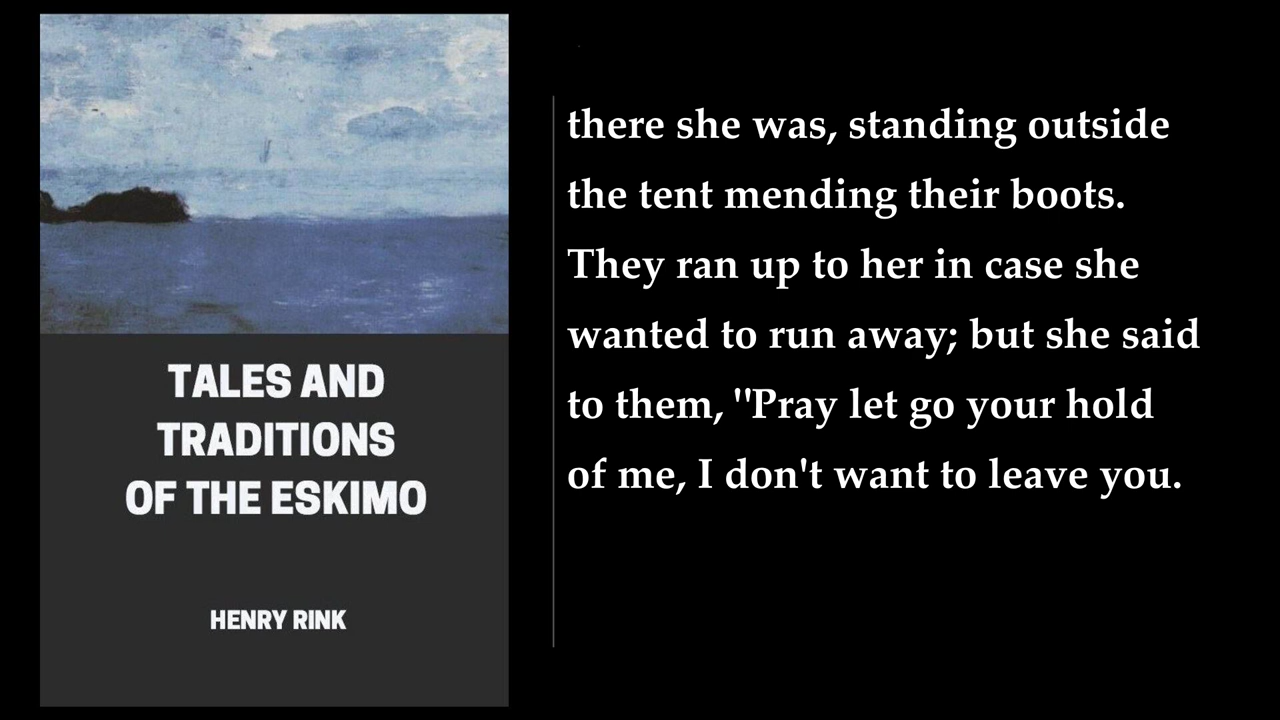 TALES AND
TRADITIONS
OF THE ESKIMO
HENRY RINK
there she was, standing outside
the tent mending their boots.
They ran up to her in case she
wanted to run away; but she said
to them, "Pray let go your hold
of me, I don't want to leave you.